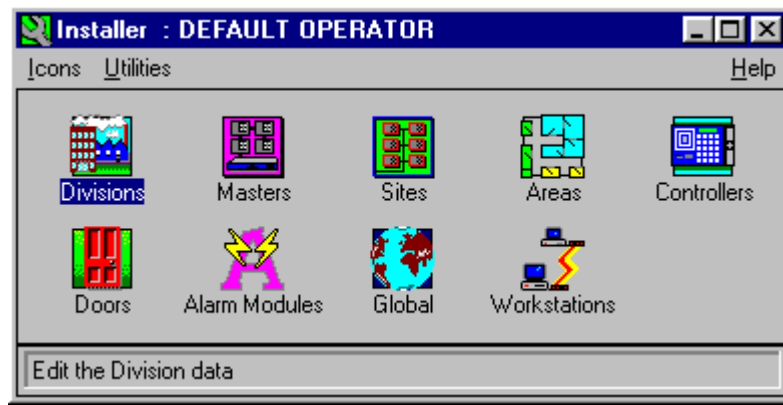 Installer : DEFAULT OPERATOR
Icons Utilities Help
Divisions Masters Sites Areas Controllers
Doors Alarm Modules Global Workstations
Edit the Division data